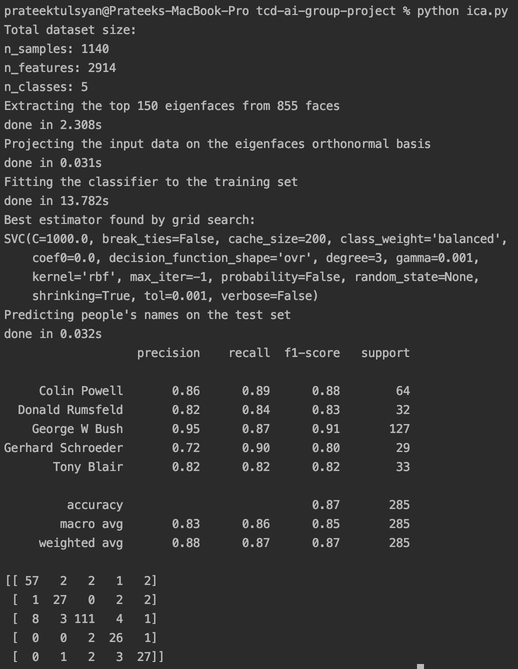 prateektulsyan@Prateeks-MacBook-Pro tcd-ai-group-project % python ica.py
Total dataset size:
n_samples: 1140
n_features: 2914
n_classes: 5
Extracting the top 150 eigenfaces from 855 faces
done in 2.308s
Projecting the input data on the eigenfaces orthonormal basis
done in 0.031s
Fitting the classifier to the training set
done in 13.782s
Best estimator found by grid search:
SVC(C=1000.0, break_ties=False, cache_size=200, class_weight='balanced',
    coef0=0.0, decision_function_shape='ovr', degree=3, gamma=0.001,
    kernel='rbf', max_iter=-1, probability=False, random_state=None,
    shrinking=True, tol=0.001, verbose=False)
Predicting people's names on the test set
done in 0.032s
                   precision    recall  f1-score   support

     Colin Powell       0.86      0.89      0.88        64
  Donald Rumsfeld       0.82      0.84      0.83        32
    George W Bush       0.95      0.87      0.91       127
Gerhard Schroeder       0.72      0.90      0.80        29
       Tony Blair       0.82      0.82      0.82        33

         accuracy                           0.87       285
        macro avg       0.83      0.86      0.85       285
     weighted avg       0.88      0.87      0.87       285

[[ 57   2   2   1   2]
 [  1  27   0   2   2]
 [  8   3 111   4   1]
 [  0   0   2  26   1]
 [  0   1   2   3  27]]